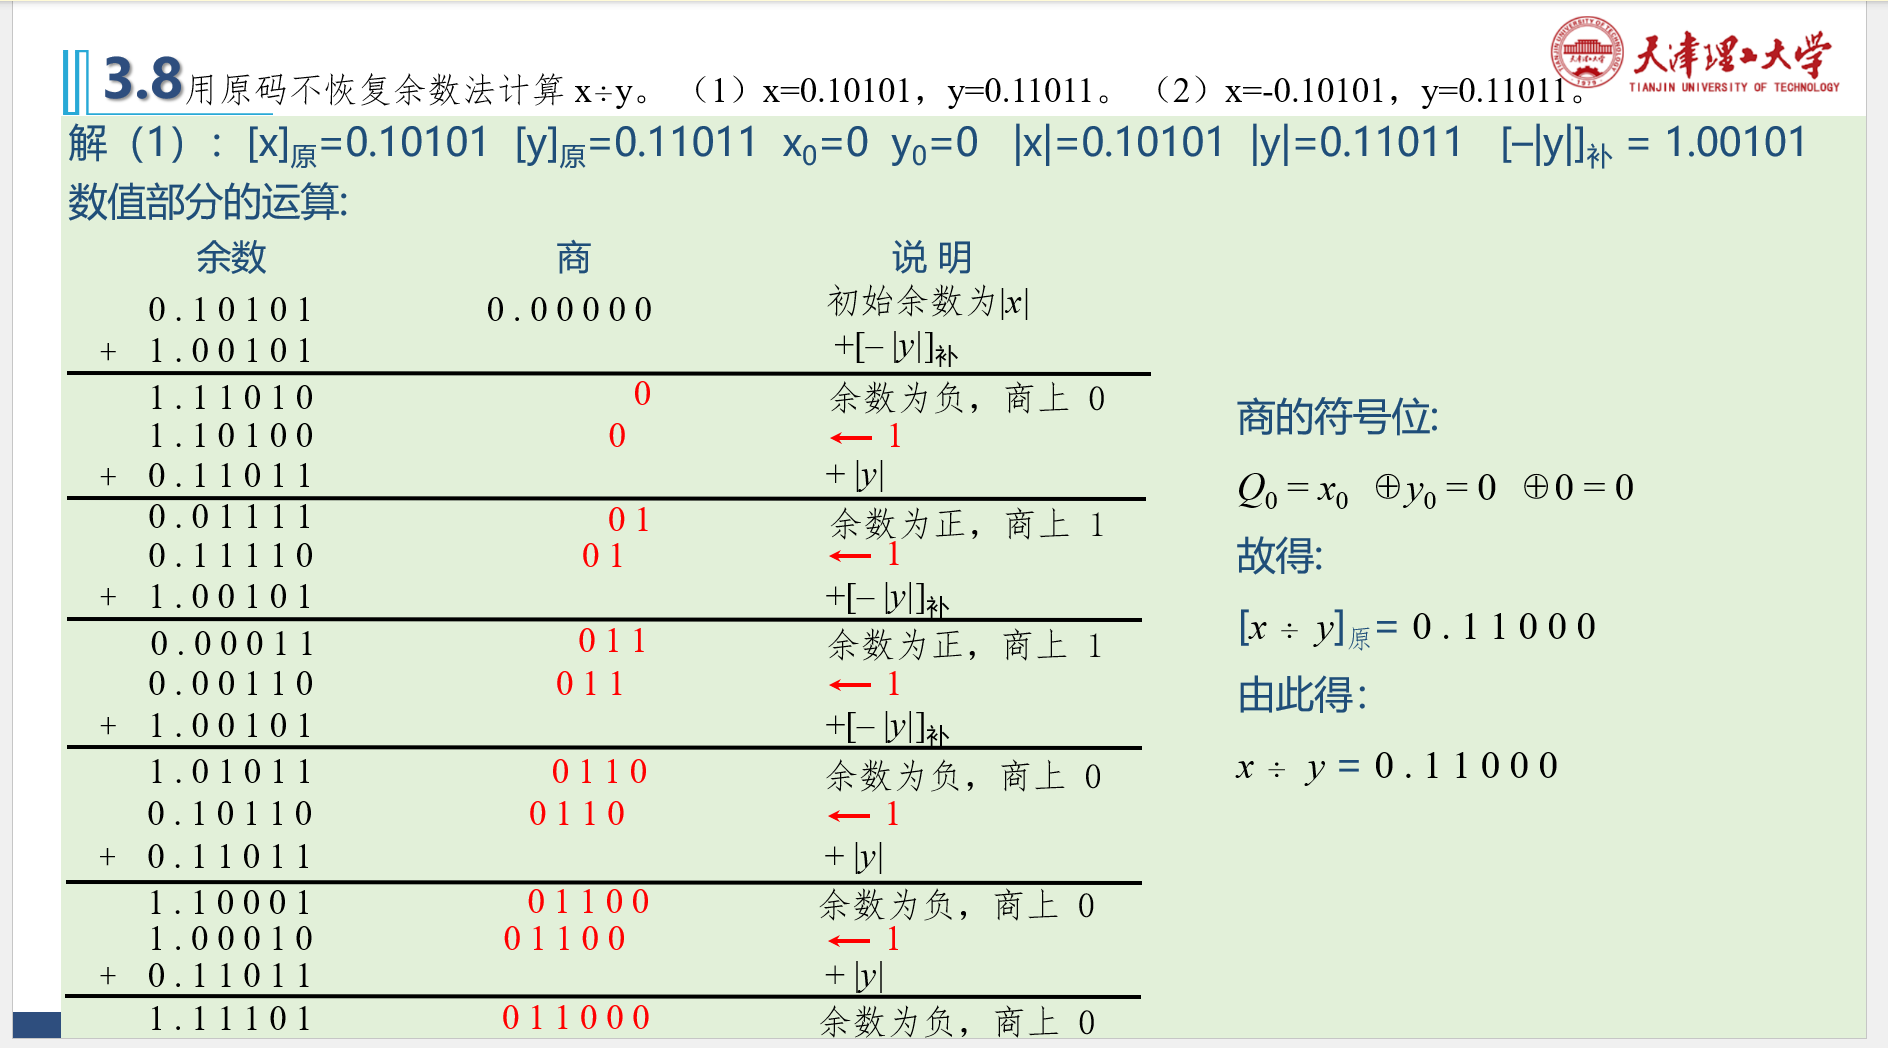 3.8用原码不恢复余数法计算 x÷y。 （1）x=0.10101，y=0.11011。 （2）x=-0.10101，y=0.11011。
天津理工大学
TIANJIN UNIVERSITY OF TECHNOLOGY
解（1）：[x]原=0.10101 [y]原=0.11011 x0=0 y0=0 |x|=0.10101 |y|=0.11011 [–|y|]补 = 1.00101
数值部分的运算:
余数 商 说 明
0.10101 0.00000 初始余数为|x|
+ 1.00101 +[– |y|]补
1.11010 0 余数为负，商上 0
1.10100 0 ← 1
+ 0.11011 + |y|
0.01111 01 余数为正，商上 1
0.11110 01 ← 1
+ 1.00101 +[– |y|]补
0.00011 011 余数为正，商上 1
0.00110 011 ← 1
+ 1.00101 +[– |y|]补
1.01011 0110 余数为负，商上 0
0.10110 0110 ← 1
+ 0.11011 + |y|
1.10001 01100 余数为负，商上 0
1.00010 01100 ← 1
+ 0.11011 + |y|
1.11101 011000 余数为负，商上 0
商的符号位:
Q0 = x0 ⊕y0 = 0 ⊕0 = 0
故得:
[x ÷ y]原= 0.11000
由此得：
x ÷ y = 0.11000